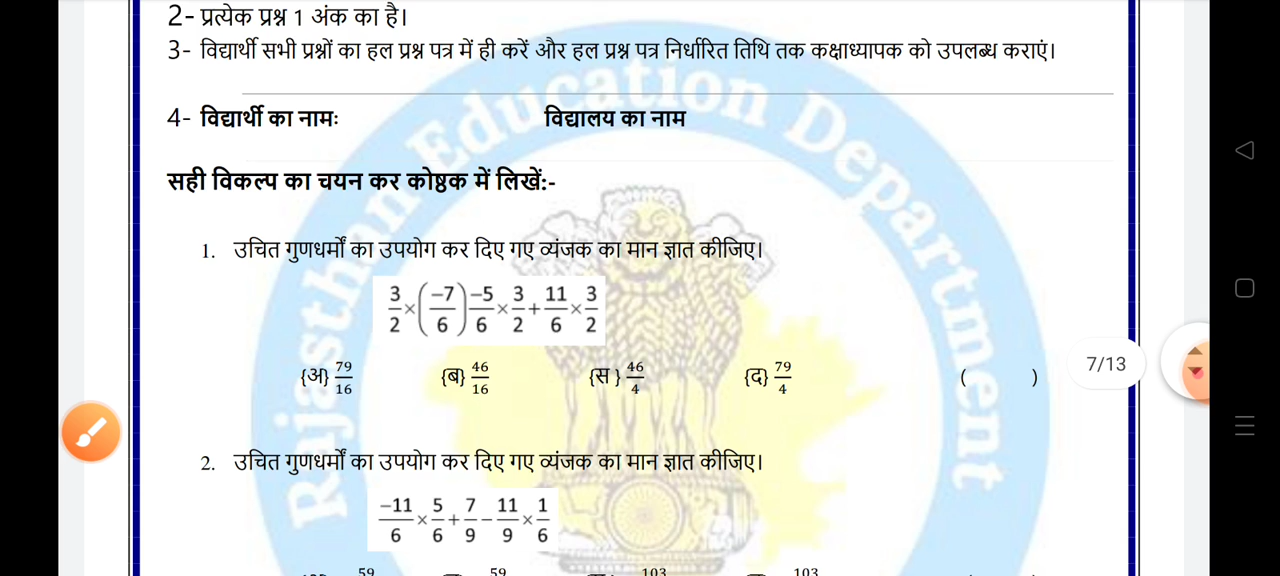 2- प्रत्येक प्रश्न 1 अंक का है।
3- विद्यार्थी सभी प्रश्नों का हल प्रश्न पत्र में ही करें और हल प्रश्न पत्र निर्धारित तिथि तक कक्षाध्यापक को उपलब्ध कराएं।
4- विद्यार्थी का नामः विद्यालय का नाम
सही विकल्प का चयन कर कोष्ठक में लिखें:-
1. उचित गुणधर्मों का उपयोग कर दिए गए व्यंजक का मान ज्ञात कीजिए।
3/2×(−7/6)−5/6×3/2+11/6×3/2
{अ} 79/16 {ब} 46/16 {स } 46/4 {द} 79/4 ( )
7/13
2. उचित गुणधर्मों का उपयोग कर दिए गए व्यंजक का मान ज्ञात कीजिए।
−11/6×5/6+7/9−11/9×1/6
59 59 103 103
Rajasthan Education Department